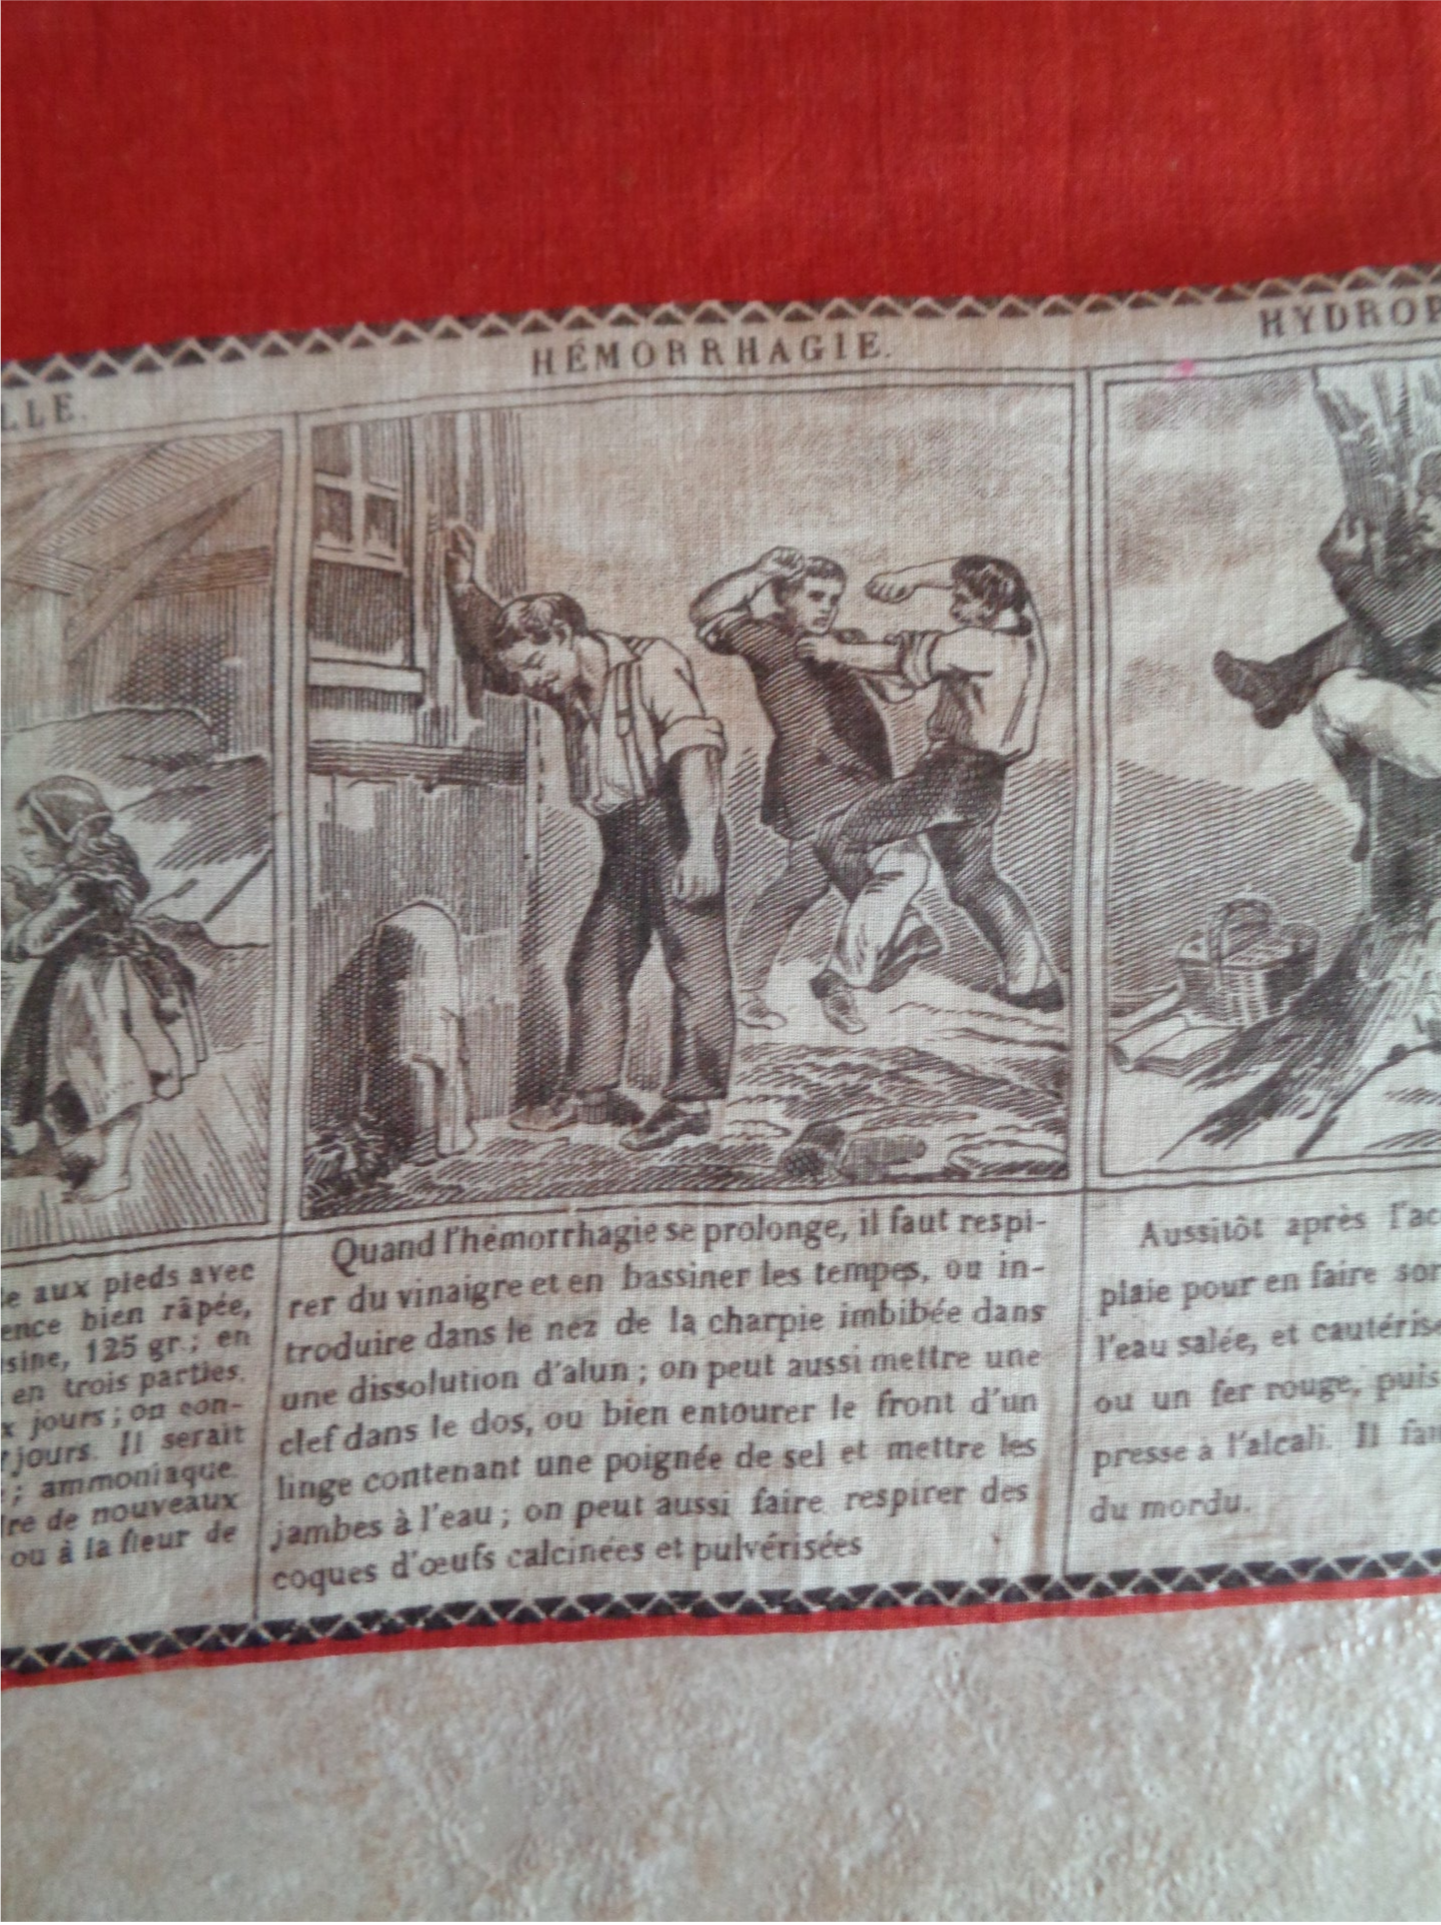 LLE.
e aux pieds avec
ence bien râpée,
sine, 125 gr.; en
en trois parties.
x jours; on con-
jours. Il serait
; ammoniaque.
re de nouveaux
ou à la fleur de
HÉMORRHAGIE.
Quand l'hémorrhagie se prolonge, il faut respi-
rer du vinaigre et en bassiner les tempes, ou in-
troduire dans le nez de la charpie imbibée dans
une dissolution d'alun; on peut aussi mettre une
clef dans le dos, ou bien entourer le front d'un
linge contenant une poignée de sel et mettre les
jambes à l'eau; on peut aussi faire respirer des
coques d'œufs calcinées et pulvérisées
HYDROP
Aussitôt après l'ac
plaie pour en faire sor
l'eau salée, et cautéris
ou un fer rouge, puis
presse à l'alcali. Il fau
du mordu.